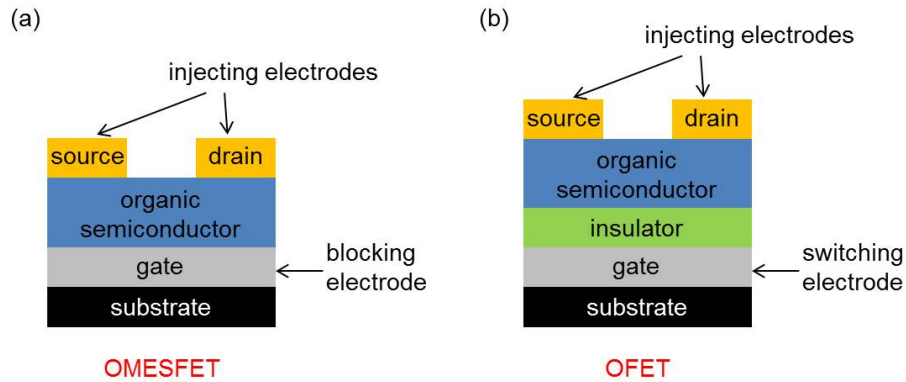 (a)
injecting electrodes
source
drain
organic
semiconductor
gate
blocking
electrode
substrate
OMESFET
(b)
injecting electrodes
source
drain
organic
semiconductor
insulator
gate
switching
electrode
substrate
OFET